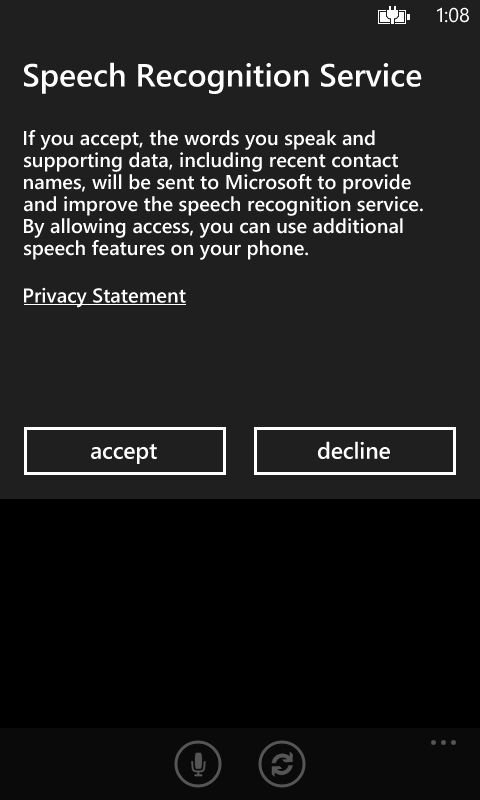 1:08
Speech Recognition Service
If you accept, the words you speak and
supporting data, including recent contact
names, will be sent to Microsoft to provide
and improve the speech recognition service.
By allowing access, you can use additional
speech features on your phone.
Privacy Statement
accept
decline